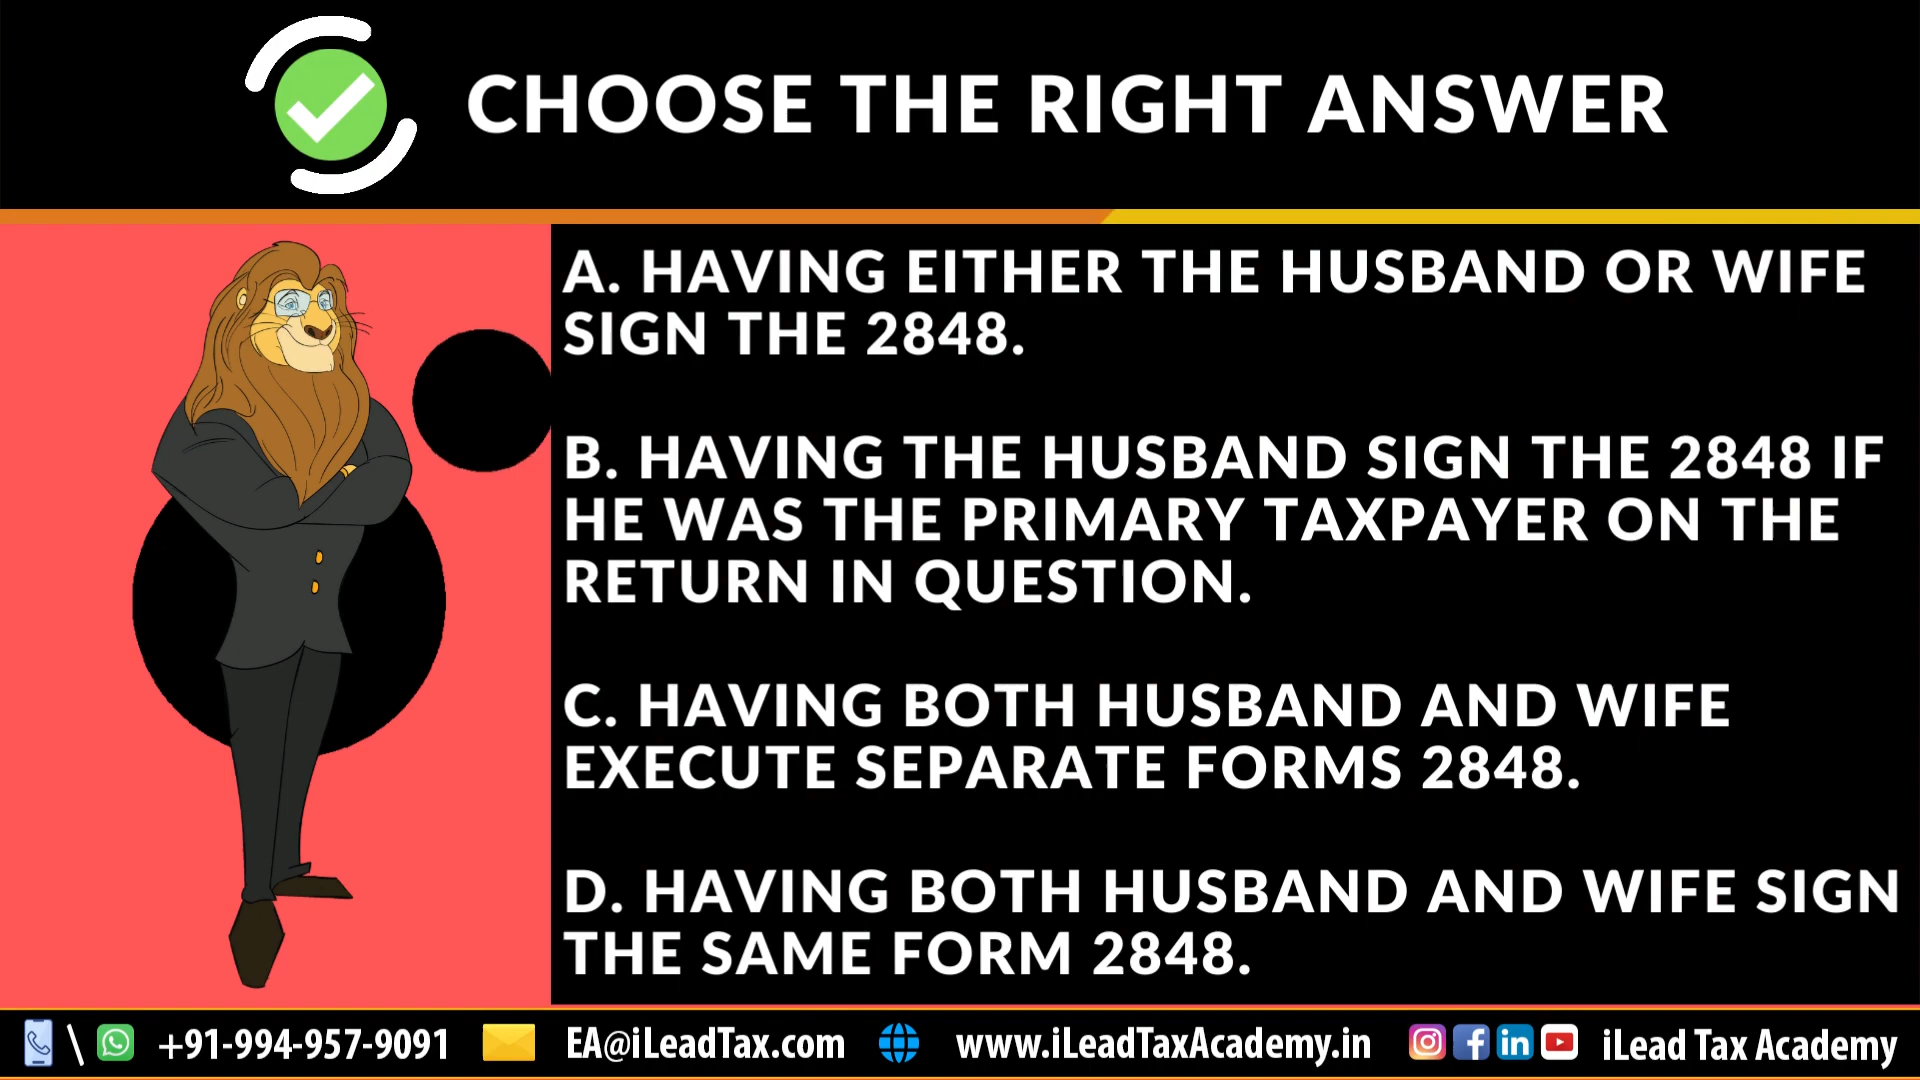 CHOOSE THE RIGHT ANSWER
A. HAVING EITHER THE HUSBAND OR WIFE
SIGN THE 2848.
B. HAVING THE HUSBAND SIGN THE 2848 IF
HE WAS THE PRIMARY TAXPAYER ON THE
RETURN IN QUESTION.
C. HAVING BOTH HUSBAND AND WIFE
EXECUTE SEPARATE FORMS 2848.
D. HAVING BOTH HUSBAND AND WIFE SIGN
THE SAME FORM 2848.
\ +91-994-957-9091 EA@iLeadTax.com www.iLeadTaxAcademy.in iLead Tax Academy